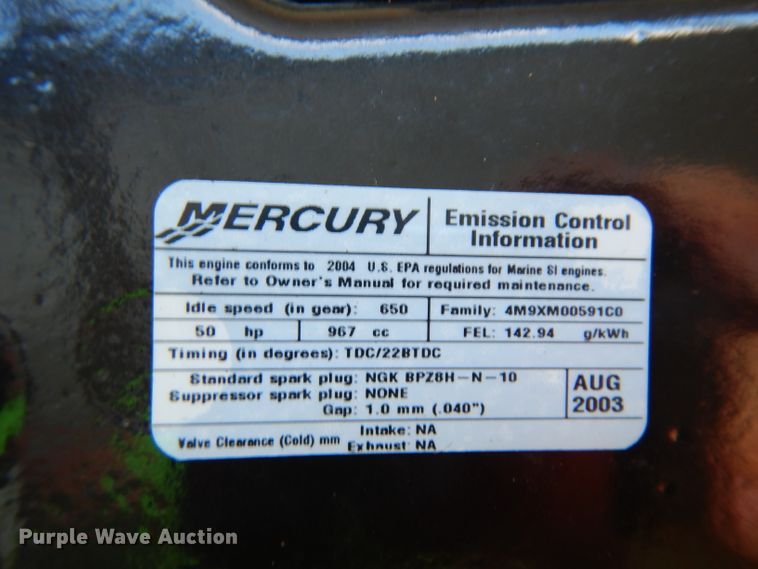 MERCURY
Emission Control
Information
This engine conforms to 2004 U.S. EPA regulations for Marine SI engines.
Refer to Owner's Manual for required maintenance.
Idle speed (in gear): 650
Family: 4M9XM00591C0
50 hp 967 cc
FEL: 142.94 g/kWh
Timing (in degrees): TDC/22BTDC
Standard spark plug: NGK BPZ8H-N-10
Suppressor spark plug: NONE
Gap: 1.0 mm (.040")
AUG
2003
Valve Clearance (Cold) mm
Intake: NA
Exhaust: NA
Purple Wave Auction